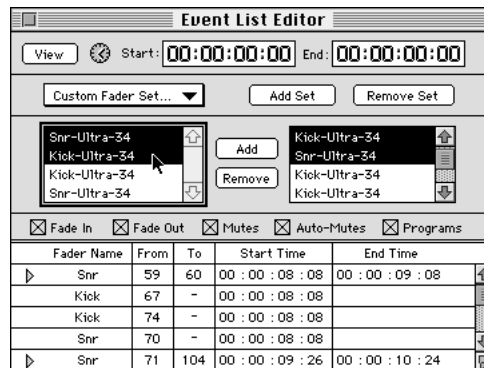 Event List Editor
View Start: 00:00:00:00 End: 00:00:00:00
Custom Fader Set... Add Set Remove Set
Snr-Ultra-34 Kick-Ultra-34
Kick-Ultra-34 Add Snr-Ultra-34
Kick-Ultra-34 Remove Kick-Ultra-34
Snr-Ultra-34 Kick-Ultra-34
Fade In Fade Out Mutes Auto-Mutes Programs
Fader Name From To Start Time End Time
Snr 59 60 00 : 00 : 08 : 08 00 : 00 : 09 : 08
Kick 67 - 00 : 00 : 08 : 08
Kick 74 - 00 : 00 : 08 : 08
Snr 70 - 00 : 00 : 08 : 08
Snr 71 104 00 : 00 : 09 : 26 00 : 00 : 10 : 24